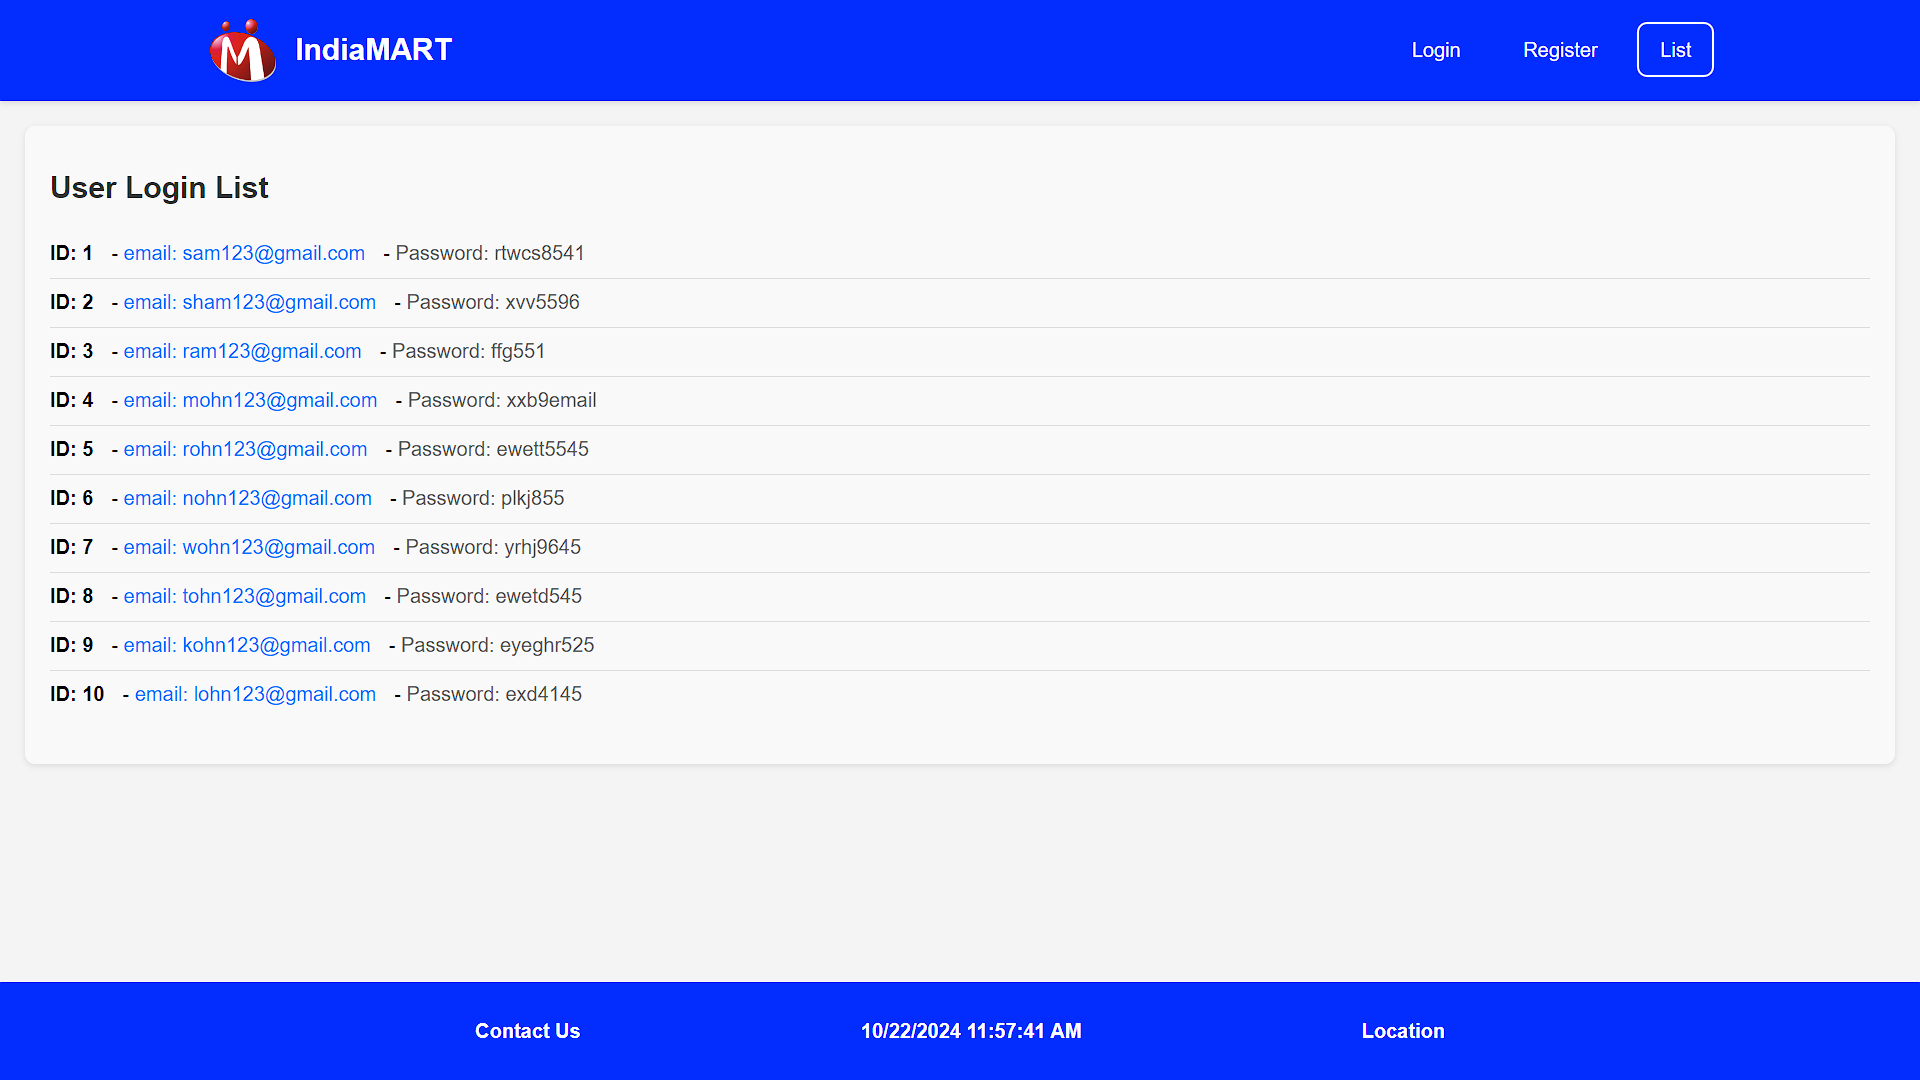 IndiaMART
Login
Register
List
User Login List
ID: 1 - email: sam123@gmail.com - Password: rtwcs8541
ID: 2 - email: sham123@gmail.com - Password: xvv5596
ID: 3 - email: ram123@gmail.com - Password: ffg551
ID: 4 - email: mohn123@gmail.com - Password: xxb9email
ID: 5 - email: rohn123@gmail.com - Password: ewett5545
ID: 6 - email: nohn123@gmail.com - Password: plkj855
ID: 7 - email: wohn123@gmail.com - Password: yrhj9645
ID: 8 - email: tohn123@gmail.com - Password: ewetd545
ID: 9 - email: kohn123@gmail.com - Password: eyeghr525
ID: 10 - email: lohn123@gmail.com - Password: exd4145
Contact Us
10/22/2024 11:57:41 AM
Location